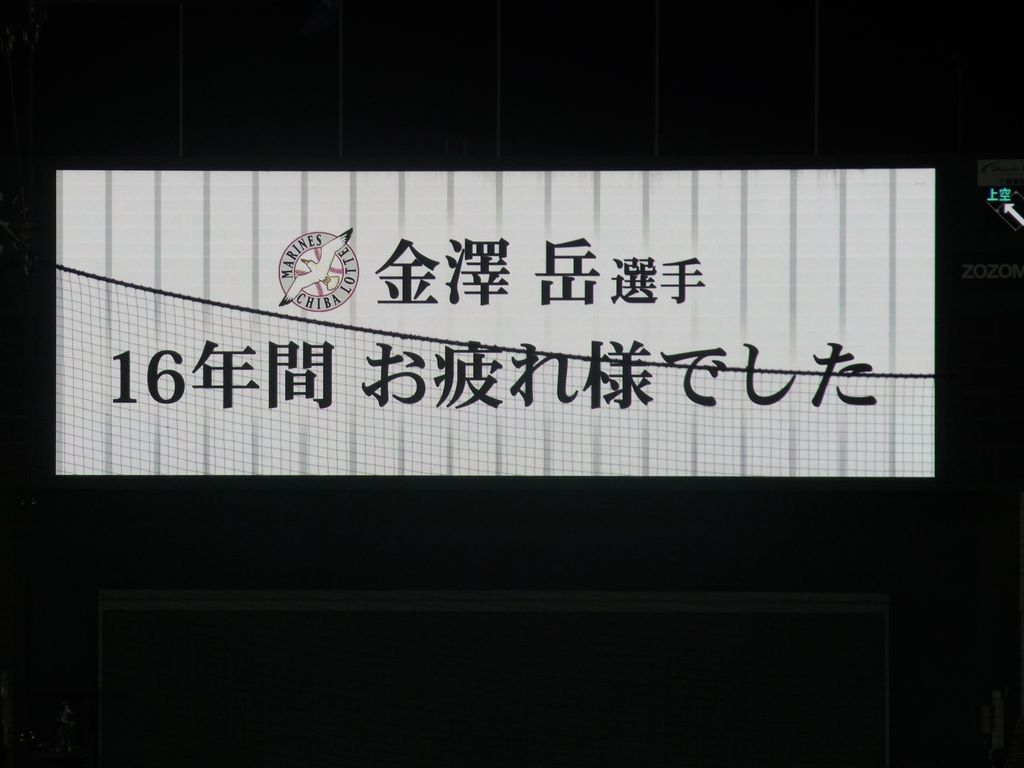 MARINES
CHIBA LOTTE
金澤 岳 選手
16年間 お疲れ様でした
上空
ZOZOM